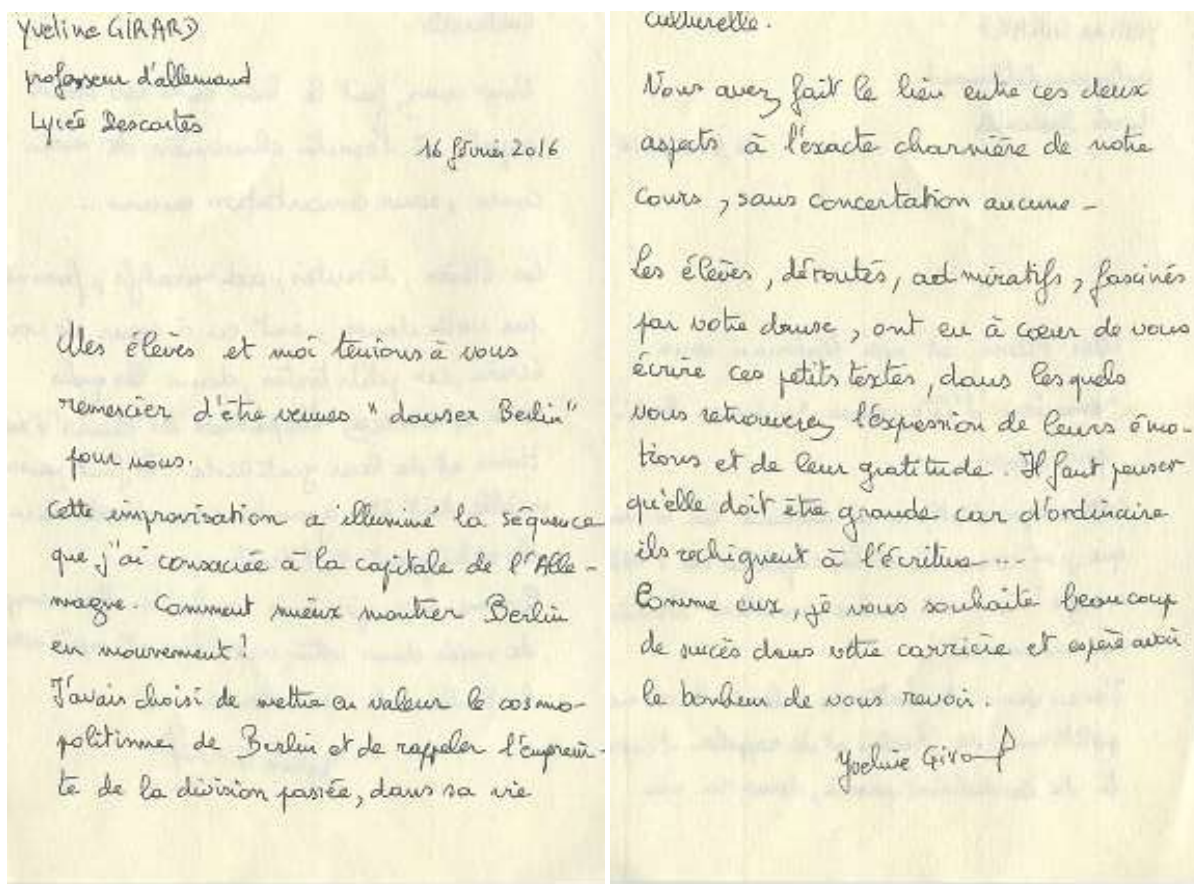 Yveline GIRARD
professeur d'allemand
Lycée Descartes
16 février 2016
Mes élèves et moi tenions à vous
remercier d'être venues "danser Berlin"
pour nous.
Cette improvisation a illuminé la séquence
que j'ai consacrée à la capitale de l'Alle-
magne. Comment mieux montrer Berlin
en mouvement !
J'avais choisi de mettre en valeur le cosmo-
politisme de Berlin et de rappeler l'emprein-
te de la division passée, dans sa vie
culturelle.
Vous avez fait le lien entre ces deux
aspects à l'exacte charnière de notre
cours, sans concertation aucune -
Les élèves, déroutés, admiratifs, fascinés
par votre danse, ont eu à coeur de vous
écrire ces petits textes, dans lesquels
vous retrouverez l'expression de leurs émo-
tions et de leur gratitude. Il faut penser
qu'elle doit être grande car d'ordinaire
ils rechignent à l'écriture...
Comme eux, je vous souhaite beaucoup
de succès dans votre carrière et espère avoir
le bonheur de vous revoir.
Yveline Girard